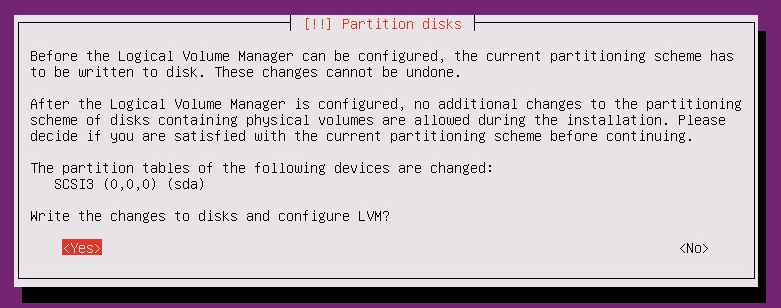 [!!] Partition disks
Before the Logical Volume Manager can be configured, the current partitioning scheme has
to be written to disk. These changes cannot be undone.
After the Logical Volume Manager is configured, no additional changes to the partitioning
scheme of disks containing physical volumes are allowed during the installation. Please
decide if you are satisfied with the current partitioning scheme before continuing.
The partition tables of the following devices are changed:
SCSI3 (0,0,0) (sda)
Write the changes to disks and configure LVM?
<Yes> <No>